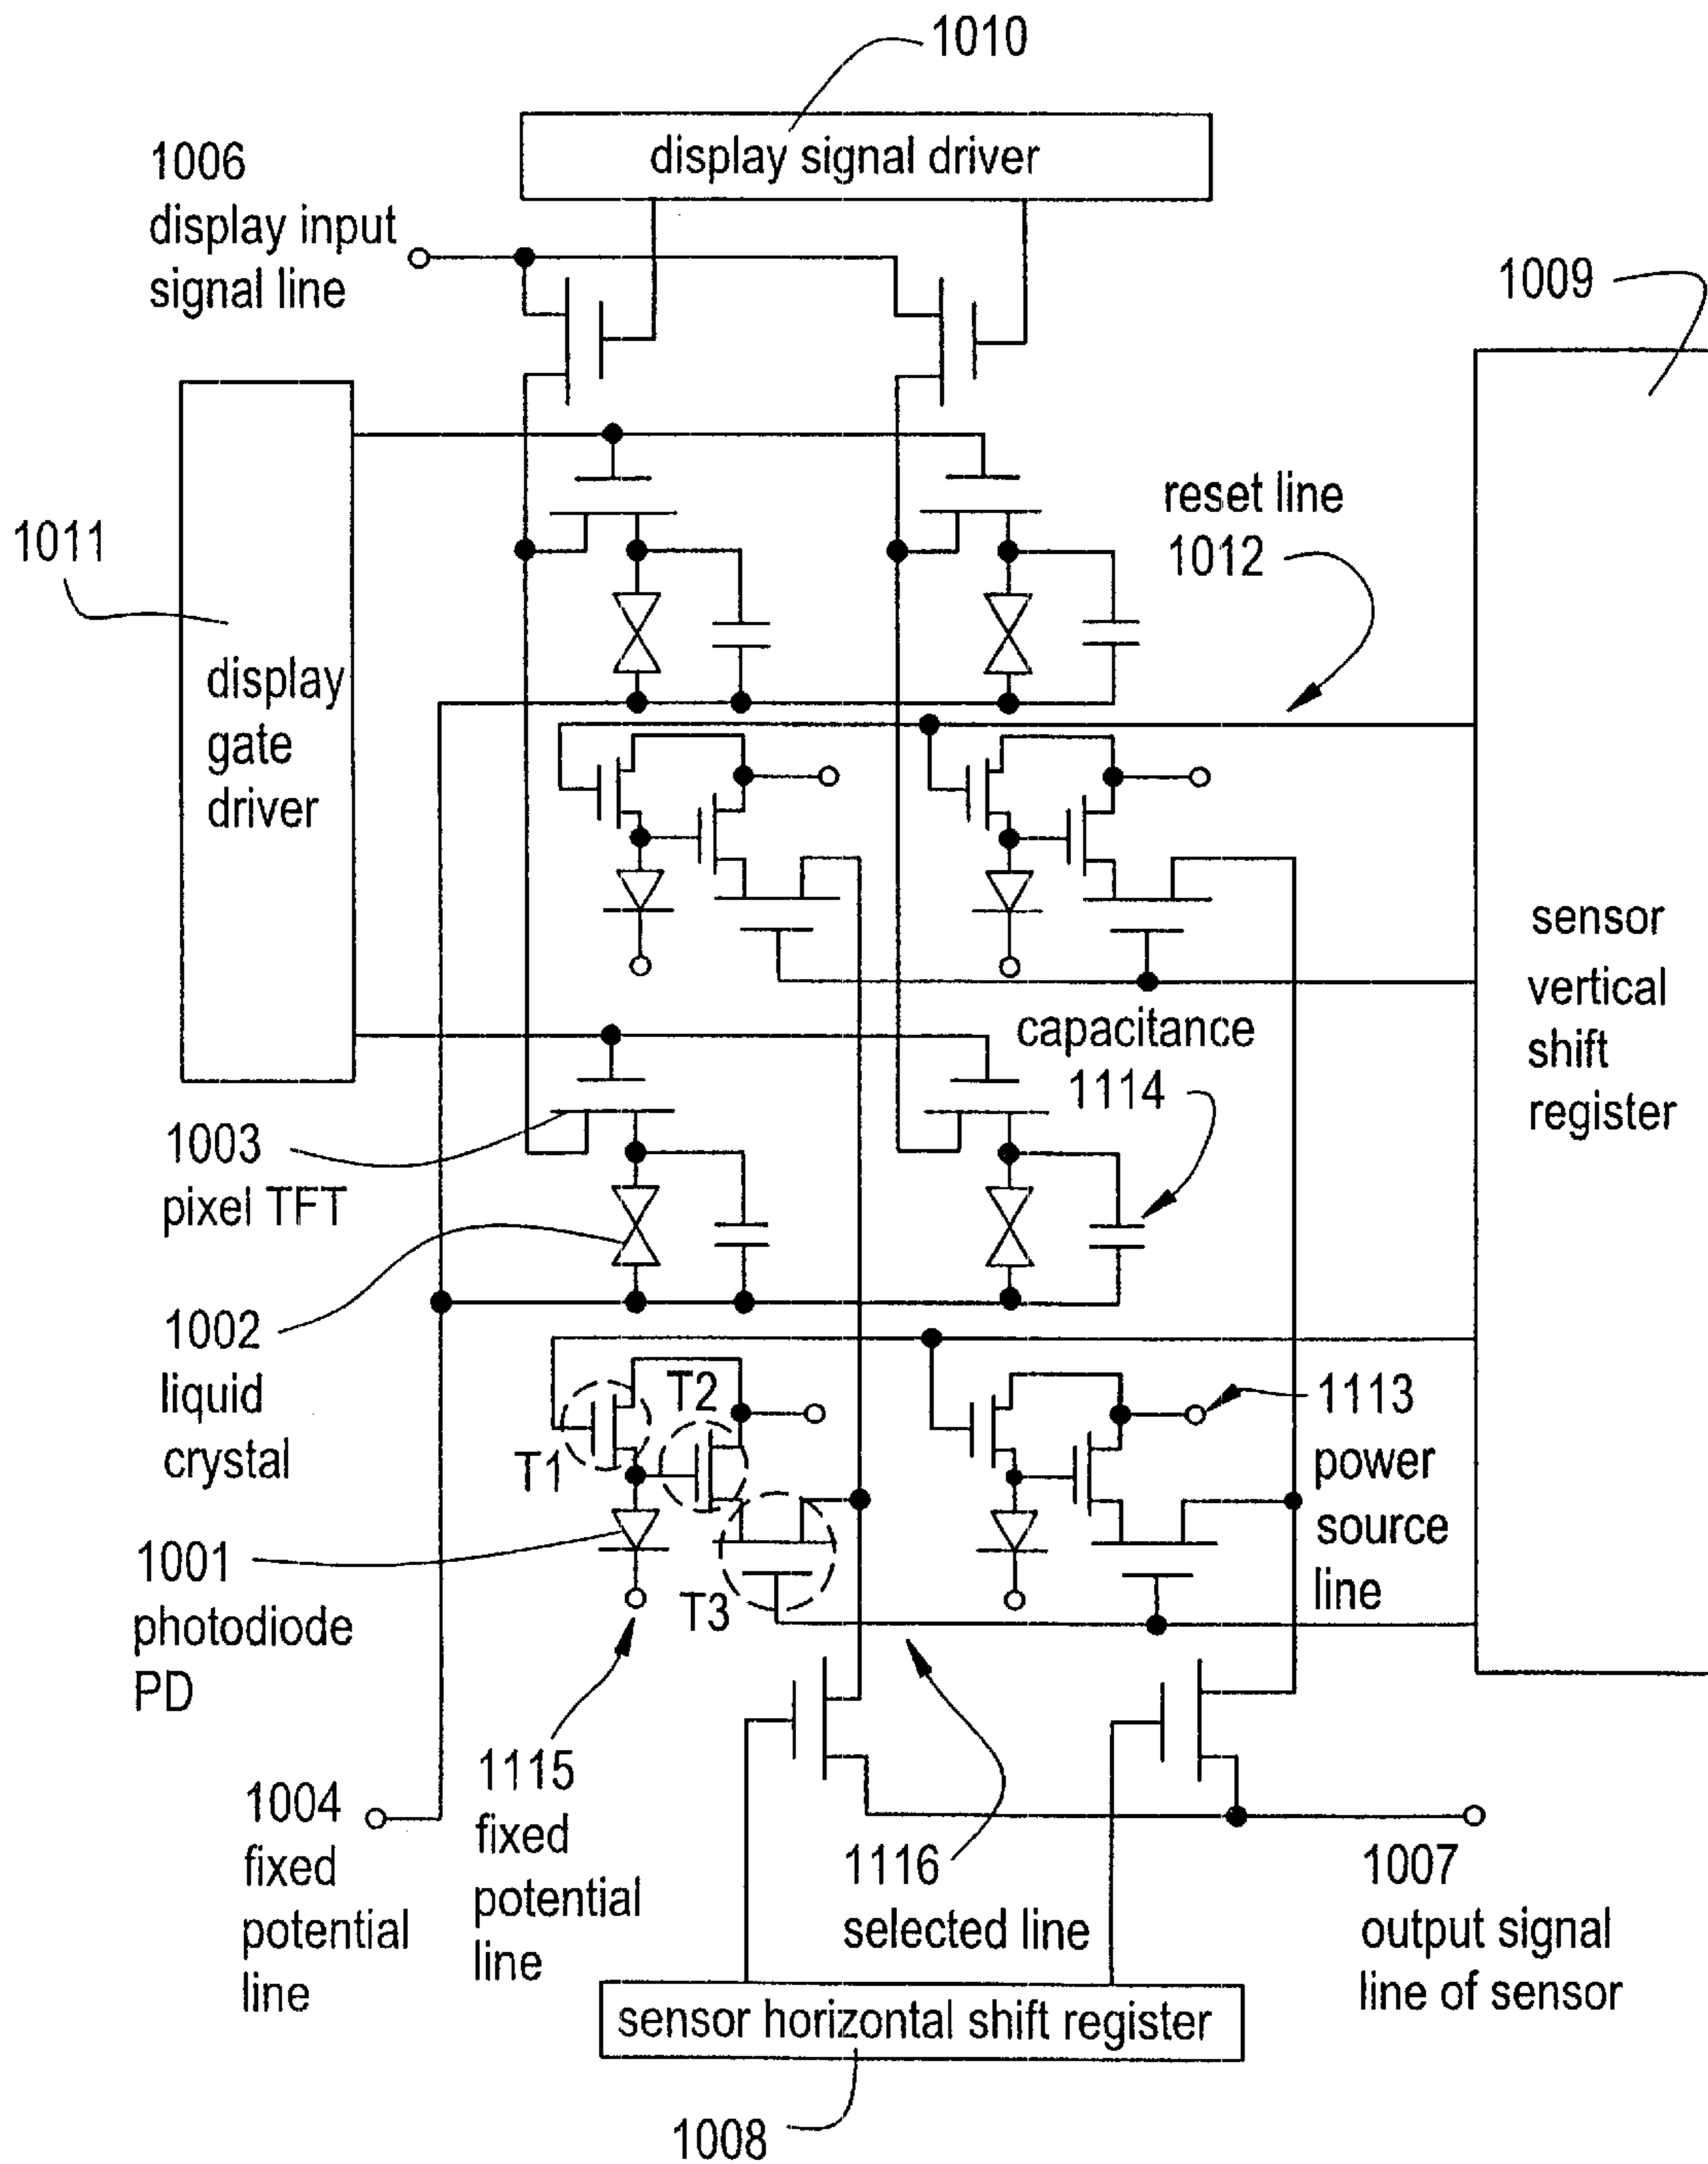 1010
display signal driver
1006
display input
signal line
1009
1011
display
gate
driver
reset line
1012
sensor
vertical
shift
register
capacitance
1114
1003
pixel TFT
1002
liquid
crystal
T1
T2
T3
1113
power
source
line
1001
photodiode
PD
1004
fixed
potential
line
1115
fixed
potential
line
1116
selected line
1007
output signal
line of sensor
sensor horizontal shift register
1008